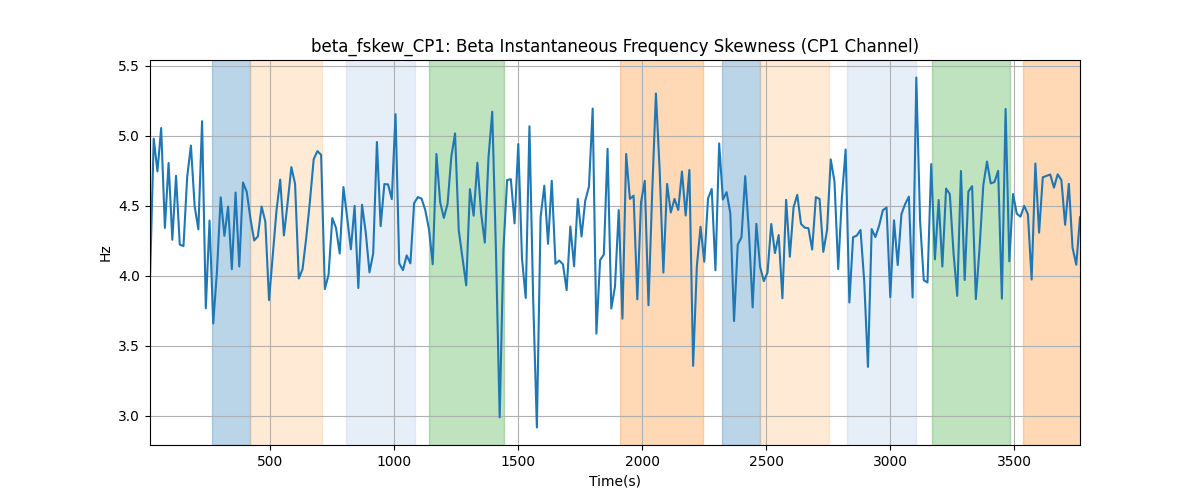 beta_fskew_CP1: Beta Instantaneous Frequency Skewness (CP1 Channel)
5.5
5.0
4.5
4.0
3.5
3.0
Hz
500 1000 1500 2000 2500 3000 3500
Time(s)